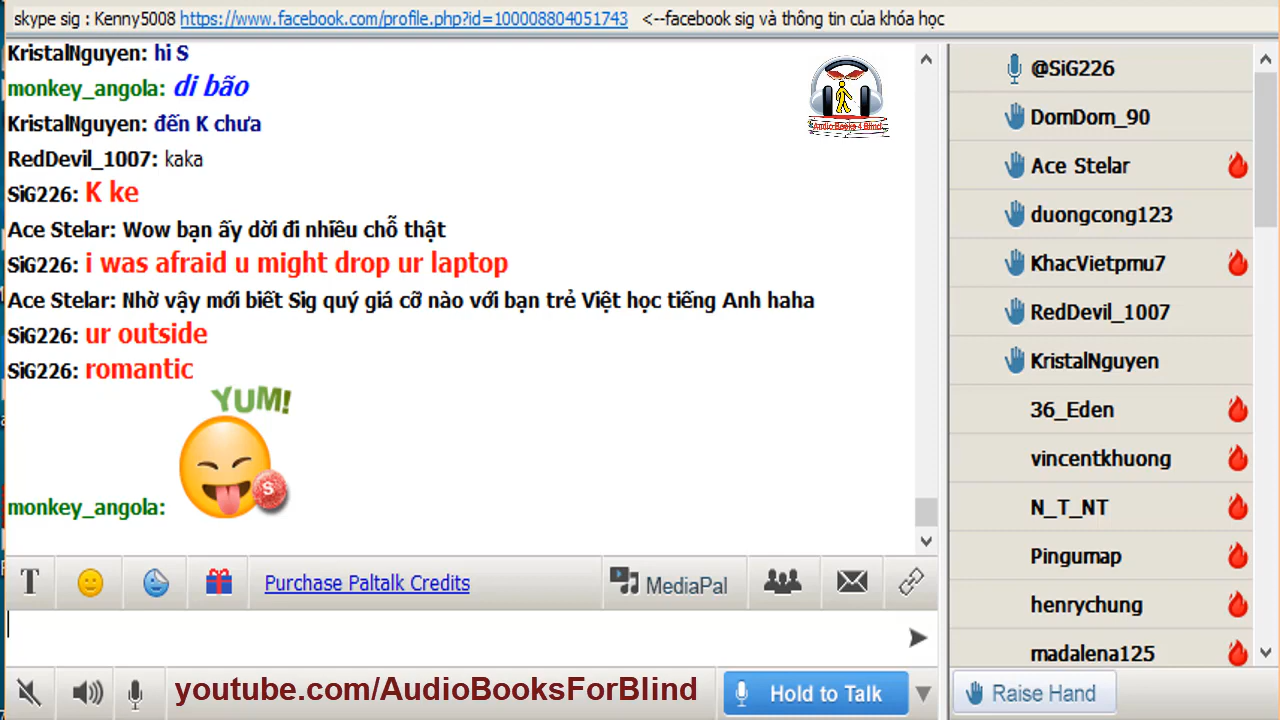 skype sig : Kenny5008 https://www.facebook.com/profile.php?id=100008804051743 <--facebook sig và thông tin của khóa học
KristalNguyen: hi S
monkey_angola: di bão
KristalNguyen: đến K chưa
RedDevil_1007: kaka
SiG226: K ke
Ace Stelar: Wow bạn ấy dời đi nhiều chỗ thật
SiG226: i was afraid u might drop ur laptop
Ace Stelar: Nhờ vậy mới biết Sig quý giá cỡ nào với bạn trẻ Việt học tiếng Anh haha
SiG226: ur outside
SiG226: romantic
YUM!
S
monkey_angola:
AudioBooks 4 Blind
@SiG226
DomDom_90
Ace Stelar
duongcong123
KhacVietpmu7
RedDevil_1007
KristalNguyen
36_Eden
vincentkhuong
N_T_NT
Pingumap
henrychung
madalena125
T
Purchase Paltalk Credits
MediaPal
youtube.com/AudioBooksForBlind
Hold to Talk
Raise Hand